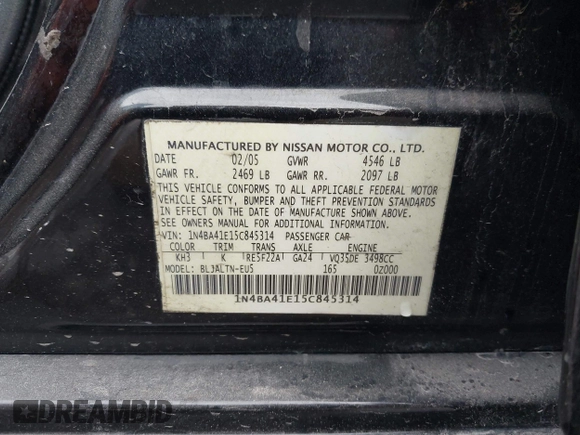 MANUFACTURED BY NISSAN MOTOR CO., LTD.
DATE 02/05 GVWR 4546 LB
GAWR FR. 2469 LB GAWR RR. 2097 LB
THIS VEHICLE CONFORMS TO ALL APPLICABLE FEDERAL MOTOR
VEHICLE SAFETY, BUMPER AND THEFT PREVENTION STANDARDS
IN EFFECT ON THE DATE OF MANUFACTURE SHOWN ABOVE.
SEE OWNERS MANUAL FOR ADDITIONAL INFORMATION
VIN: 1N4BA41E15C845314 PASSENGER CAR
COLOR TRIM TRANS AXLE ENGINE
KH3 K RE5F22A GA24 VQ35DE 3498CC
MODEL: BLJALTN-EU5 165 0Z000
1N4BA41E15C845314
DREAMBID